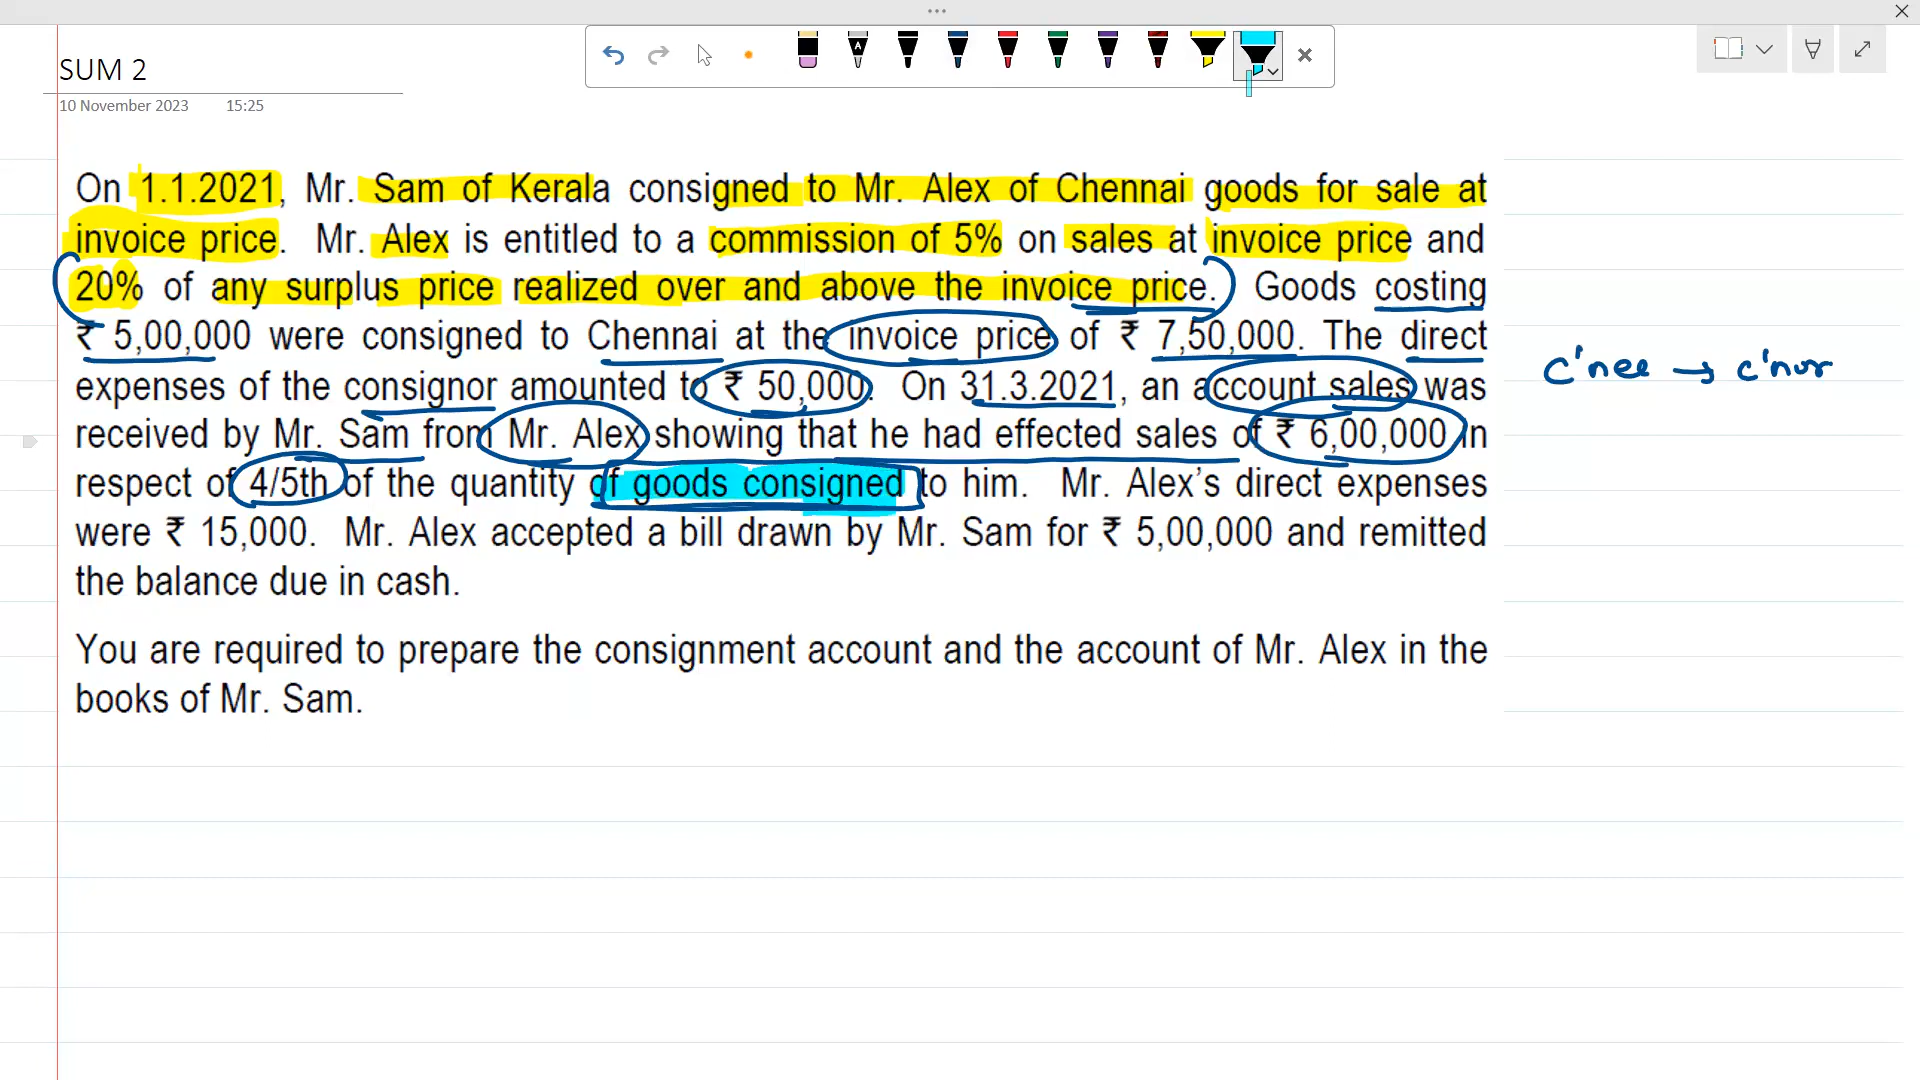 SUM 2
10 November 2023 15:25
On 1.1.2021, Mr. Sam of Kerala consigned to Mr. Alex of Chennai goods for sale at
invoice price. Mr. Alex is entitled to a commission of 5% on sales at invoice price and
20% of any surplus price realized over and above the invoice price. Goods costing
₹ 5,00,000 were consigned to Chennai at the invoice price of ₹ 7,50,000. The direct
expenses of the consignor amounted to ₹ 50,000. On 31.3.2021, an account sales was
received by Mr. Sam from Mr. Alex showing that he had effected sales of ₹ 6,00,000 in
respect of 4/5th of the quantity of goods consigned to him. Mr. Alex's direct expenses
were ₹ 15,000. Mr. Alex accepted a bill drawn by Mr. Sam for ₹ 5,00,000 and remitted
the balance due in cash.
You are required to prepare the consignment account and the account of Mr. Alex in the
books of Mr. Sam.
c'nee → c'nor